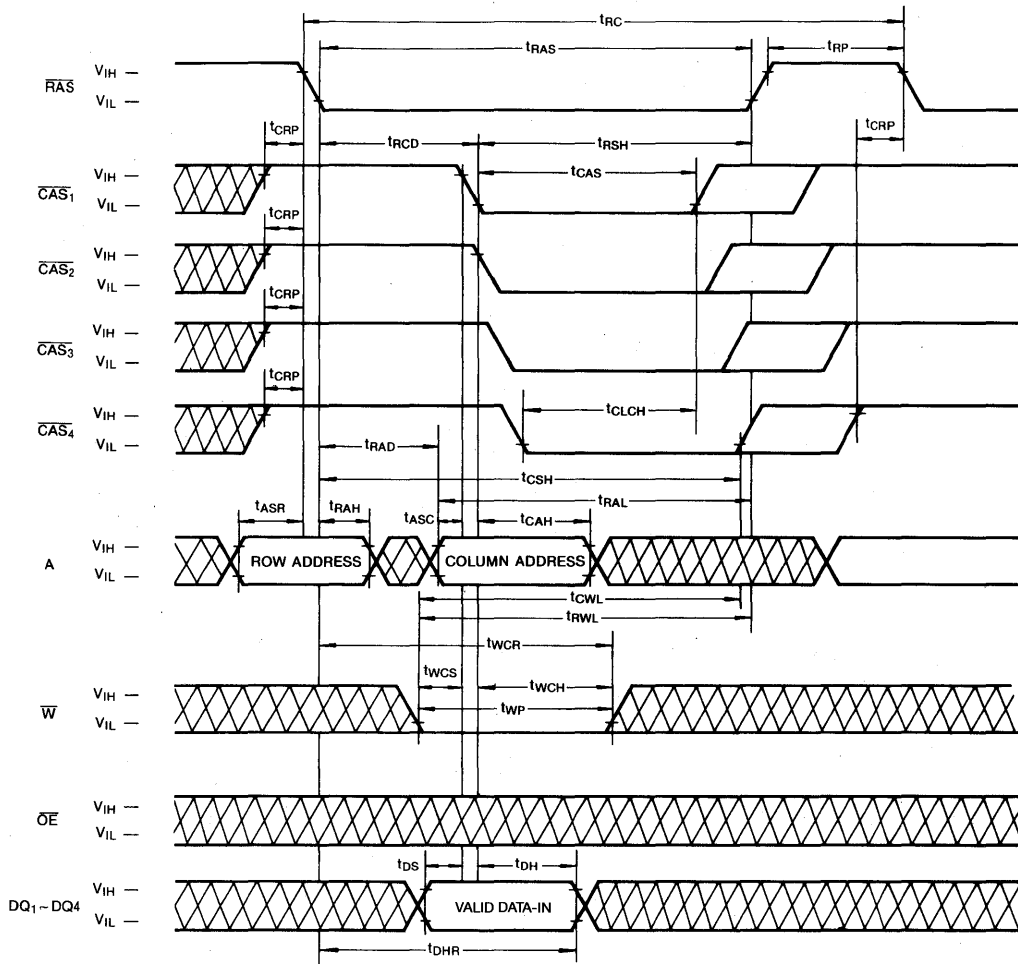 tRC
tRAS
tRP
RAS
VIH —
VIL —
tCRP
tRCD
tRSH
tCRP
CAS1
VIH —
VIL —
tCAS
tCRP
CAS2
VIH —
VIL —
tCRP
CAS3
VIH —
VIL —
tCRP
CAS4
VIH —
VIL —
tCLCH
tRAD
tCSH
tRAL
tASR
tRAH
tASC
tCAH
A
VIH —
VIL —
ROW ADDRESS
COLUMN ADDRESS
tCWL
tRWL
tWCR
tWCS
tWCH
W
VIH —
VIL —
tWP
OE
VIH —
VIL —
tDS
tDH
DQ1~DQ4
VIH —
VIL —
VALID DATA-IN
tDHR